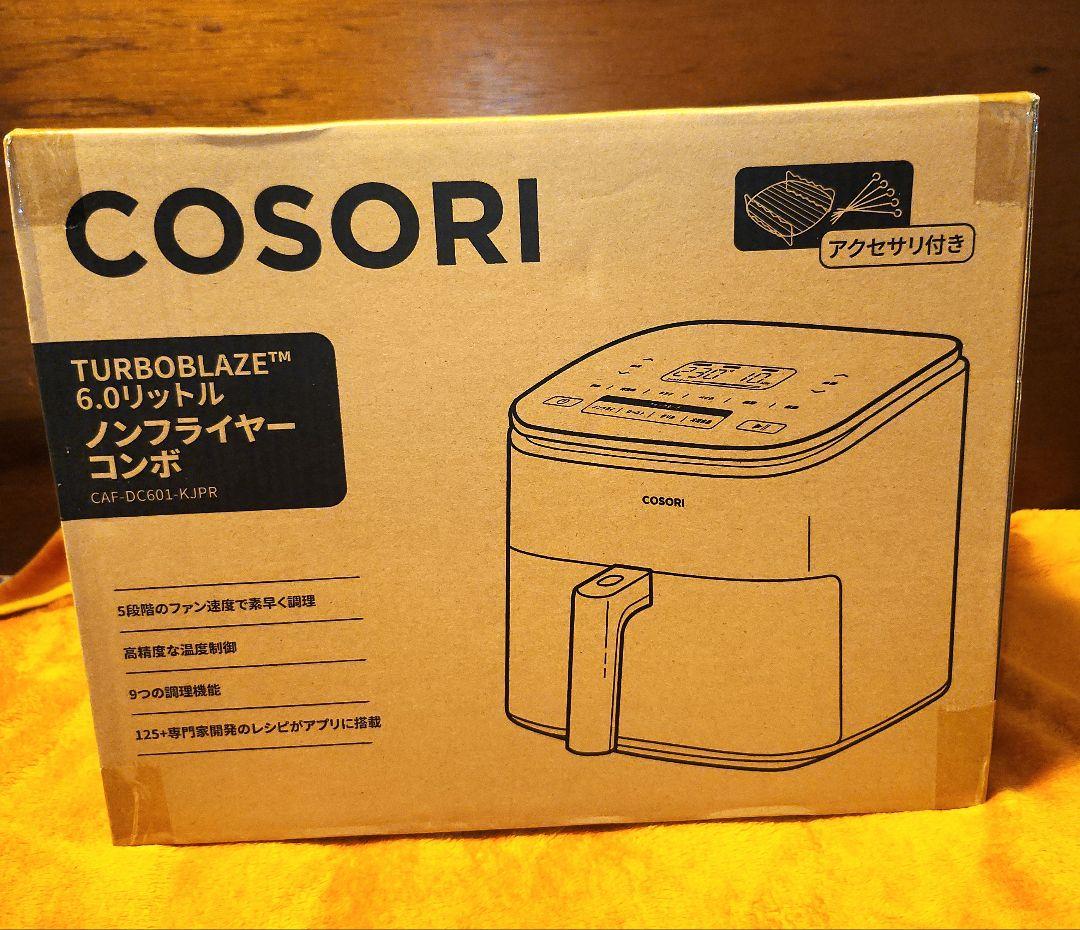 COSORI
アクセサリ付き
TURBOBLAZE™
6.0リットル
ノンフライヤー
コンボ
CAF-DC601-KJPR
230° 10
COSORI
5段階のファン速度で素早く調理
高精度な温度制御
9つの調理機能
125+専門家開発のレシピがアプリに搭載